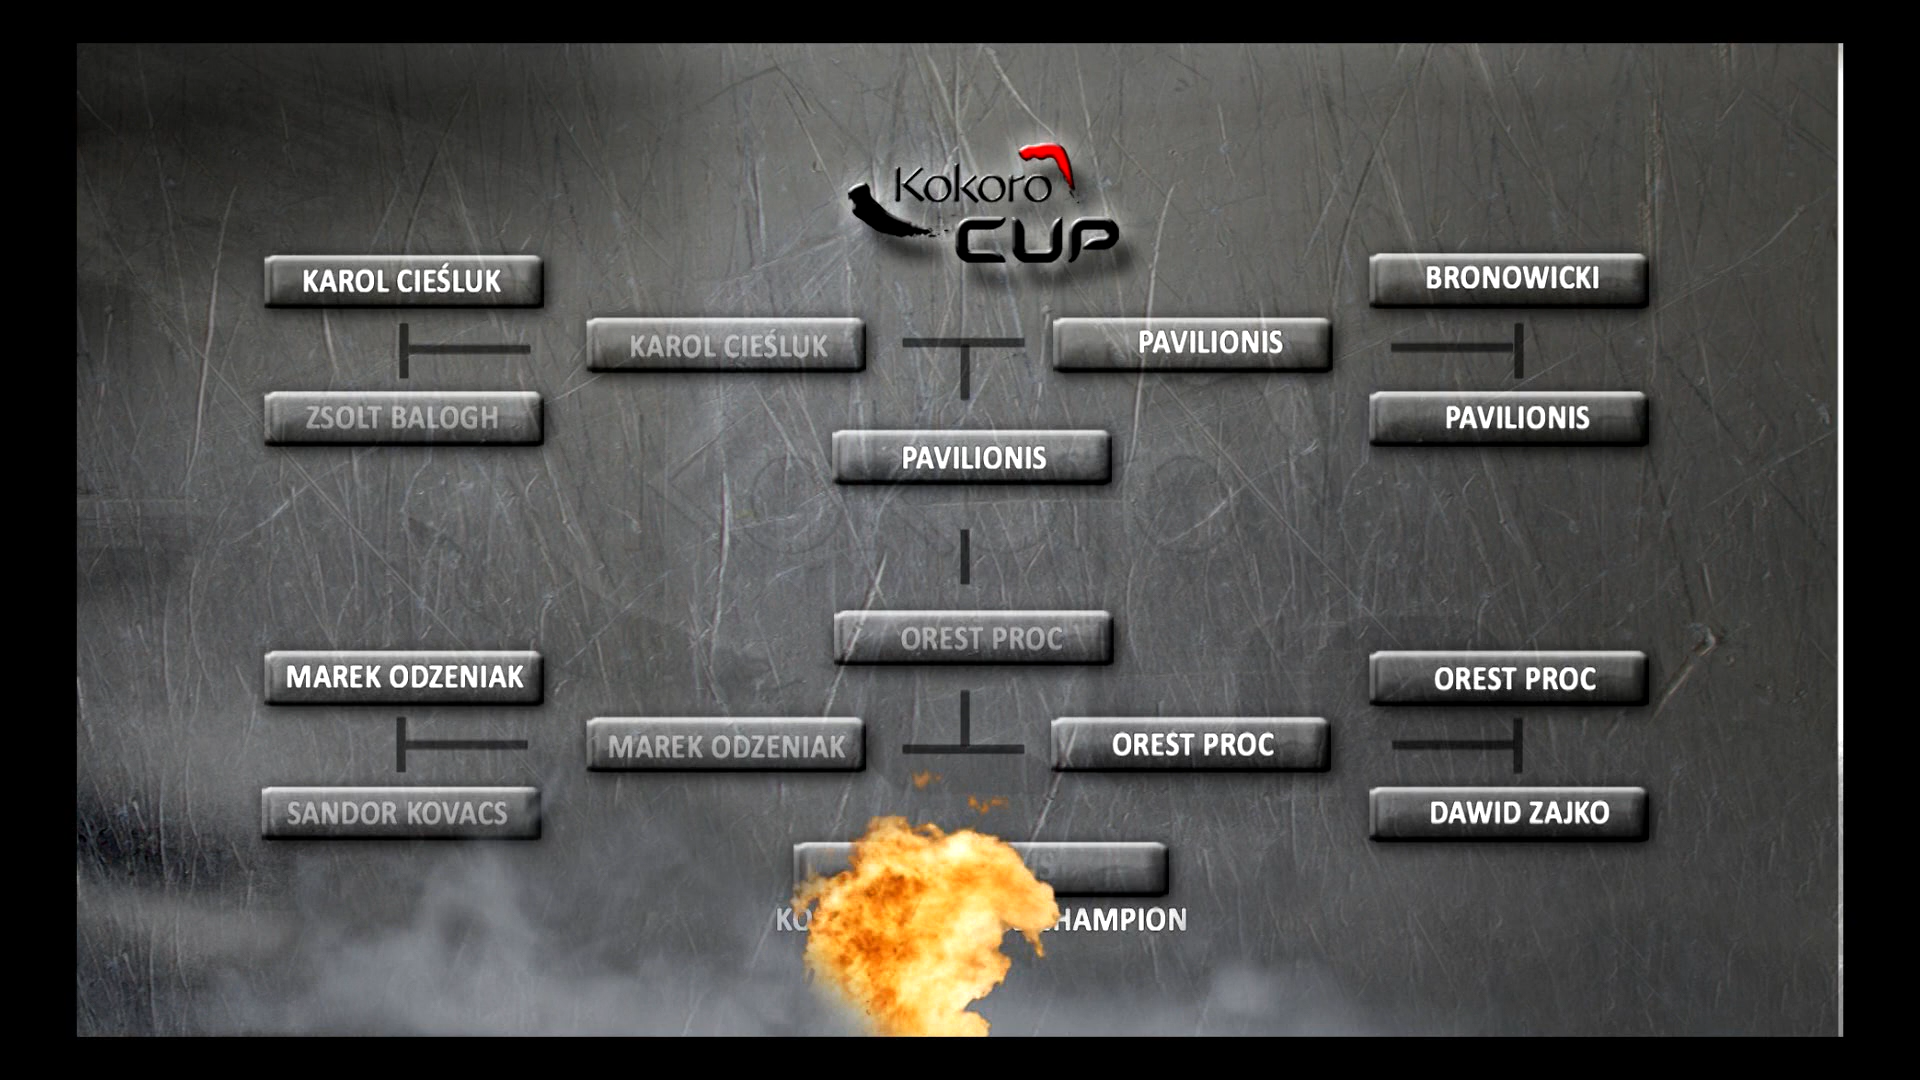 Kokoro
CUP
KAROL CIEŚLUK
BRONOWICKI
KAROL CIEŚLUK
PAVILIONIS
ZSOLT BALOGH
PAVILIONIS
PAVILIONIS
OREST PROC
MAREK ODZENIAK
OREST PROC
MAREK ODZENIAK
OREST PROC
SANDOR KOVACS
DAWID ZAJKO